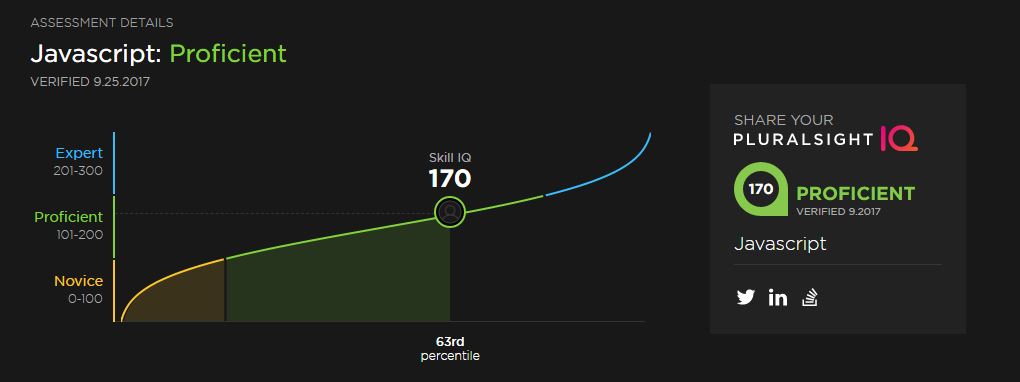 ASSESSMENT DETAILS
Javascript: Proficient
VERIFIED 9.25.2017
Expert
201-300
Proficient
101-200
Novice
0-100
Skill IQ
170
63rd
percentile
SHARE YOUR
PLURALSIGHT IQ
170
PROFICIENT
VERIFIED 9.2017
Javascript